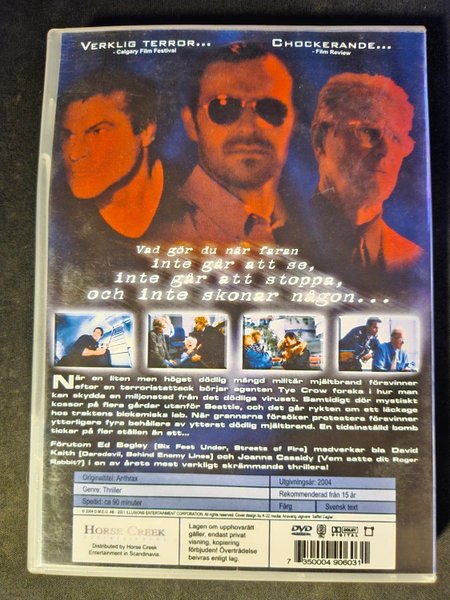 VERKLIG TERROR...
- Calgary Film Festival
CHOCKERANDE...
- Film Review
Vad gör du när faran
inte går att se,
inte går att stoppa,
och inte skonar någon...
När en liten men högst dödlig mängd militär mjältbrand försvinner
efter en terroristattack börjar agenten Tye Crow forska i hur man
kan skydda en miljonstad från det dödliga viruset. Samtidigt dör mystiskt
kossor på flera gårdar utanför Seattle, och det går rykten om ett läckage
hos traktens biokemiska lab. När grannerna försöker protestera försvinner
ytterligare fyra behållare av ytterst dödlig mjältbrand. En tidsinställd bomb
tickar på fler ställen än ett...
Förutom Ed Begley (Six Feet Under, Streets of Fire) medverkar bla David
Keith (Daredevil, Behind Enemy Lines) och Joanna Cassidy (Vem satte dit Roger
Rabbit?) i en av årets mest verkligt skrämmande thrillers!
Originaltitel: Anthrax
Utgivningsår: 2004
Genre: Thriller
Rekommenderad från 15 år
Speltid: ca 90 minuter
Färg
Svensk text
HORSE CREEK
Distributed by Horse Creek
Entertainment in Scandinavia.
Lagen om upphovsrätt
gäller, endast privat
visning, kopiering
förbjuden! Överträdelse
beivras enligt lag.
DVD
DOLBY
DIGITAL
7 350004 906031